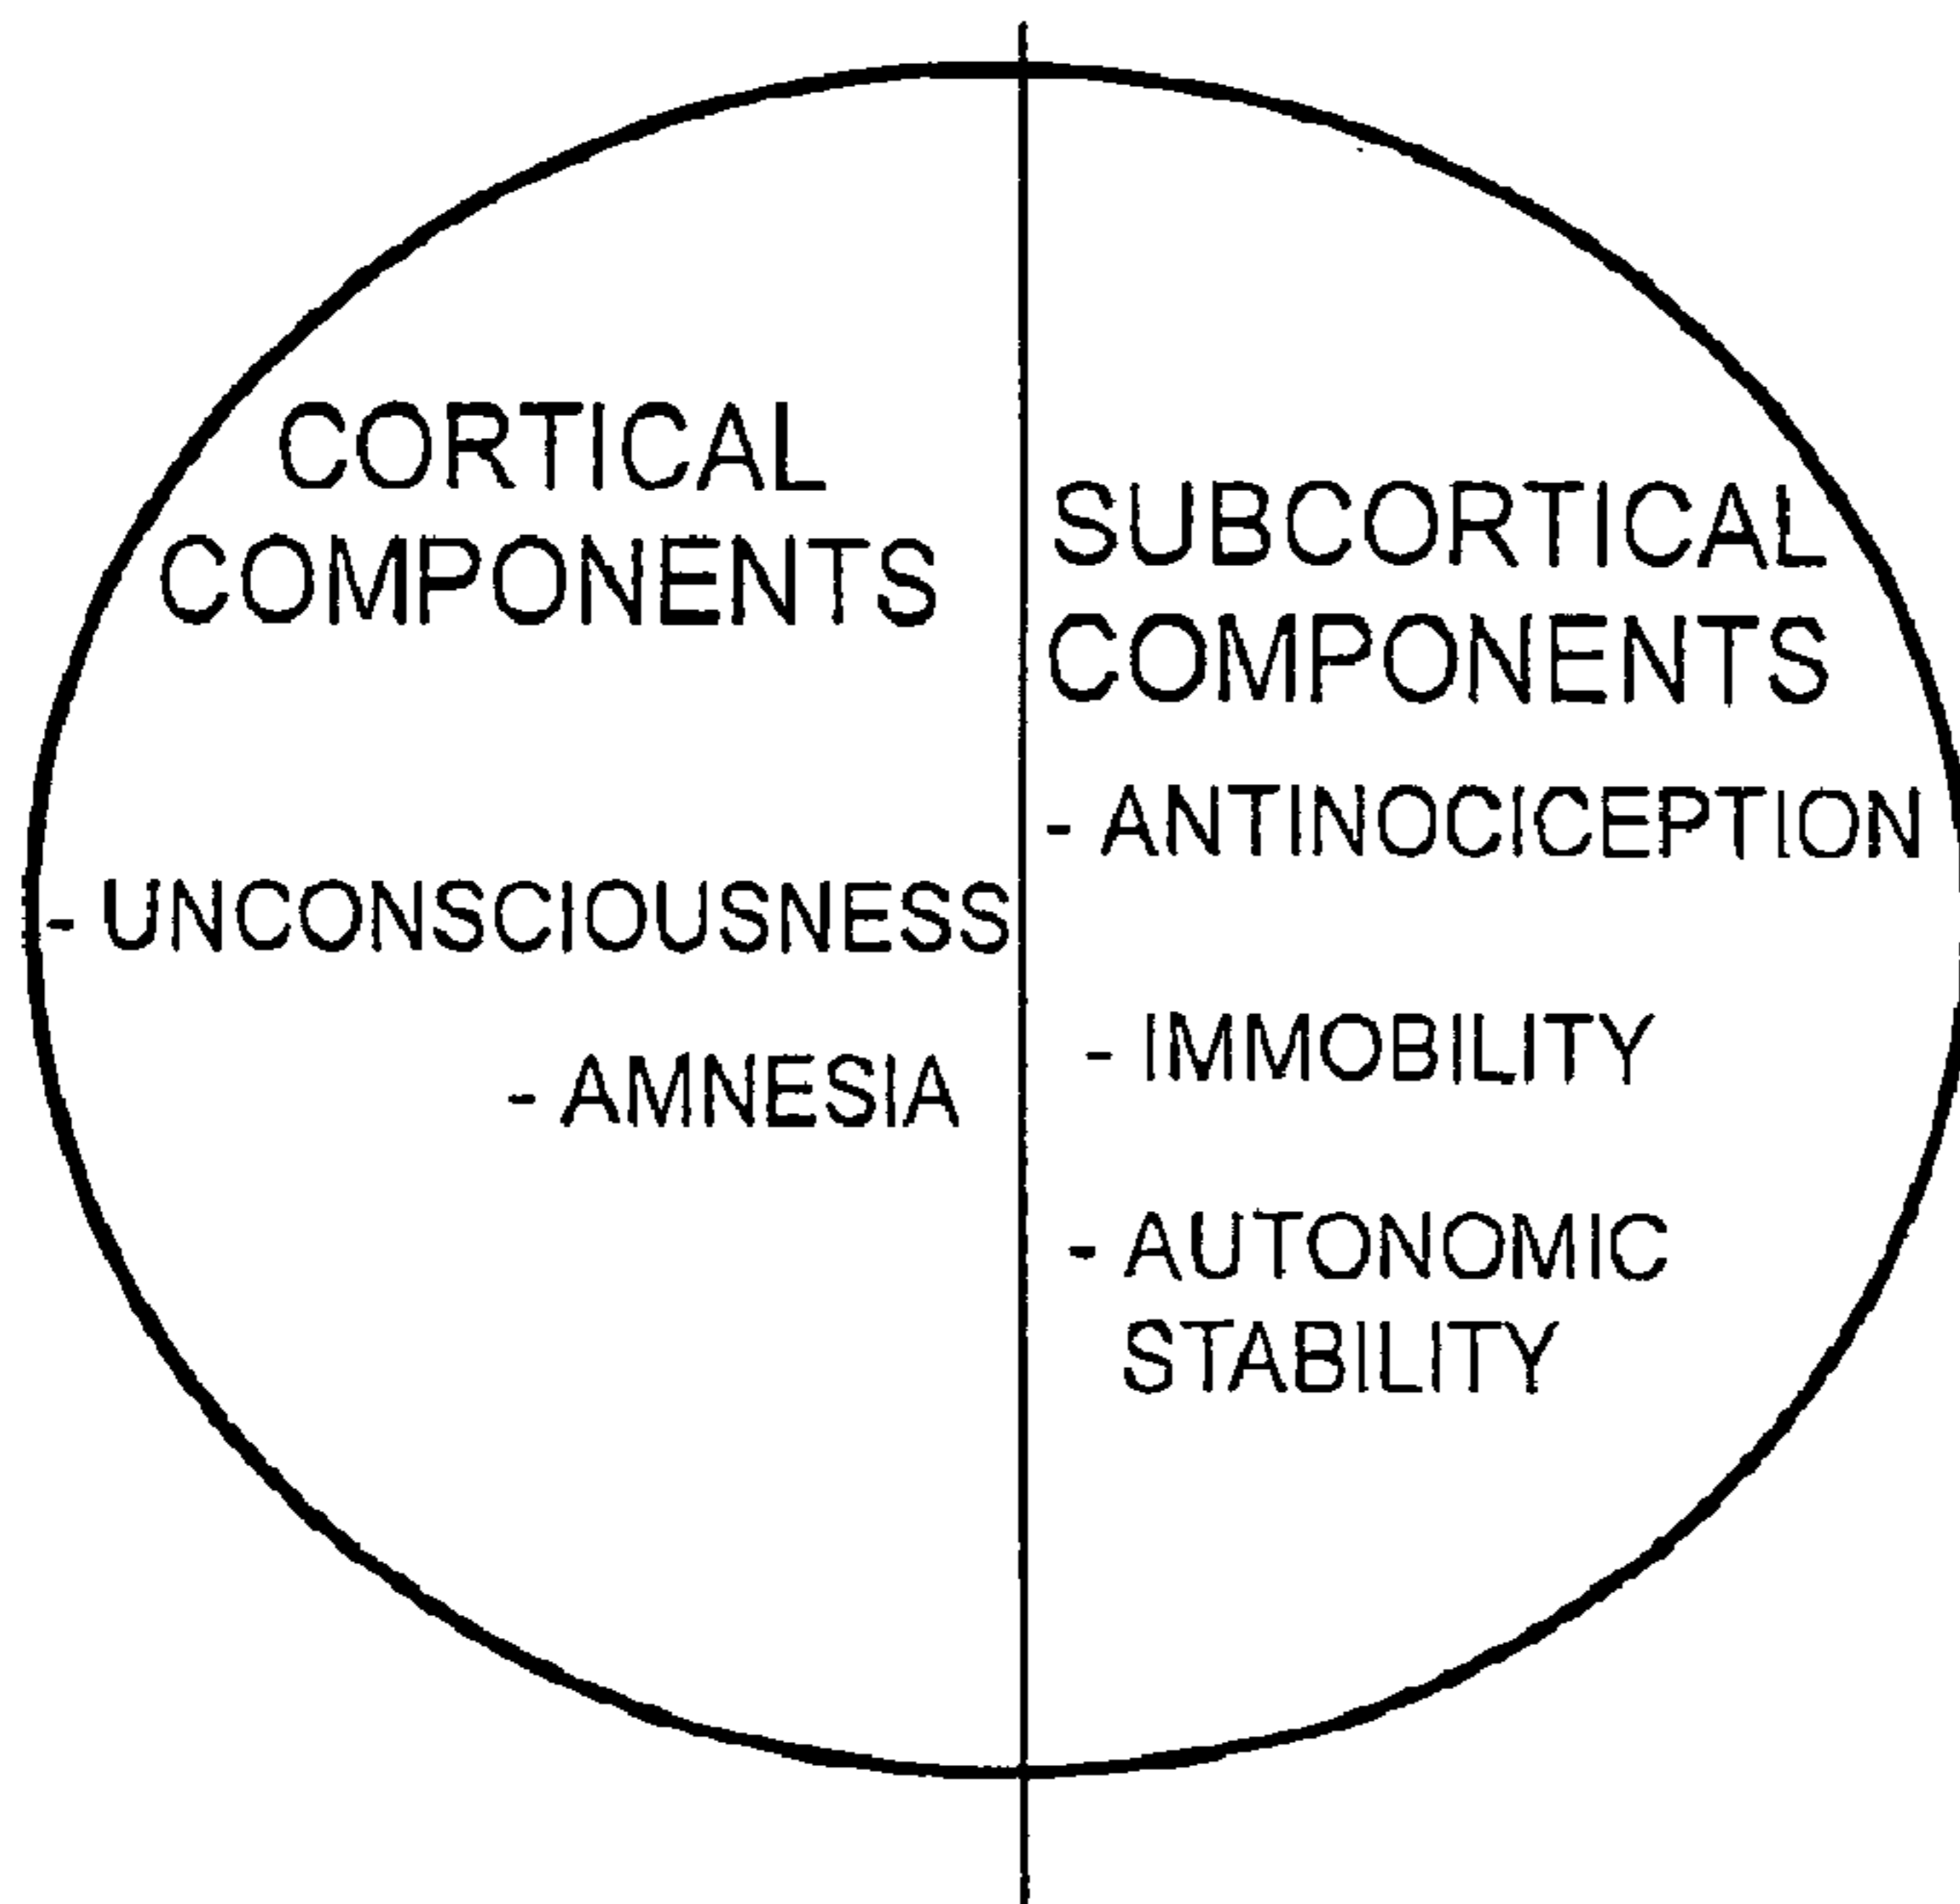 CORTICAL
COMPONENTS
- UNCONSCIOUSNESS
- AMNESIA
SUBCORTICAL
COMPONENTS
- ANTINOCICEPTION
- IMMOBILITY
- AUTONOMIC
STABILITY